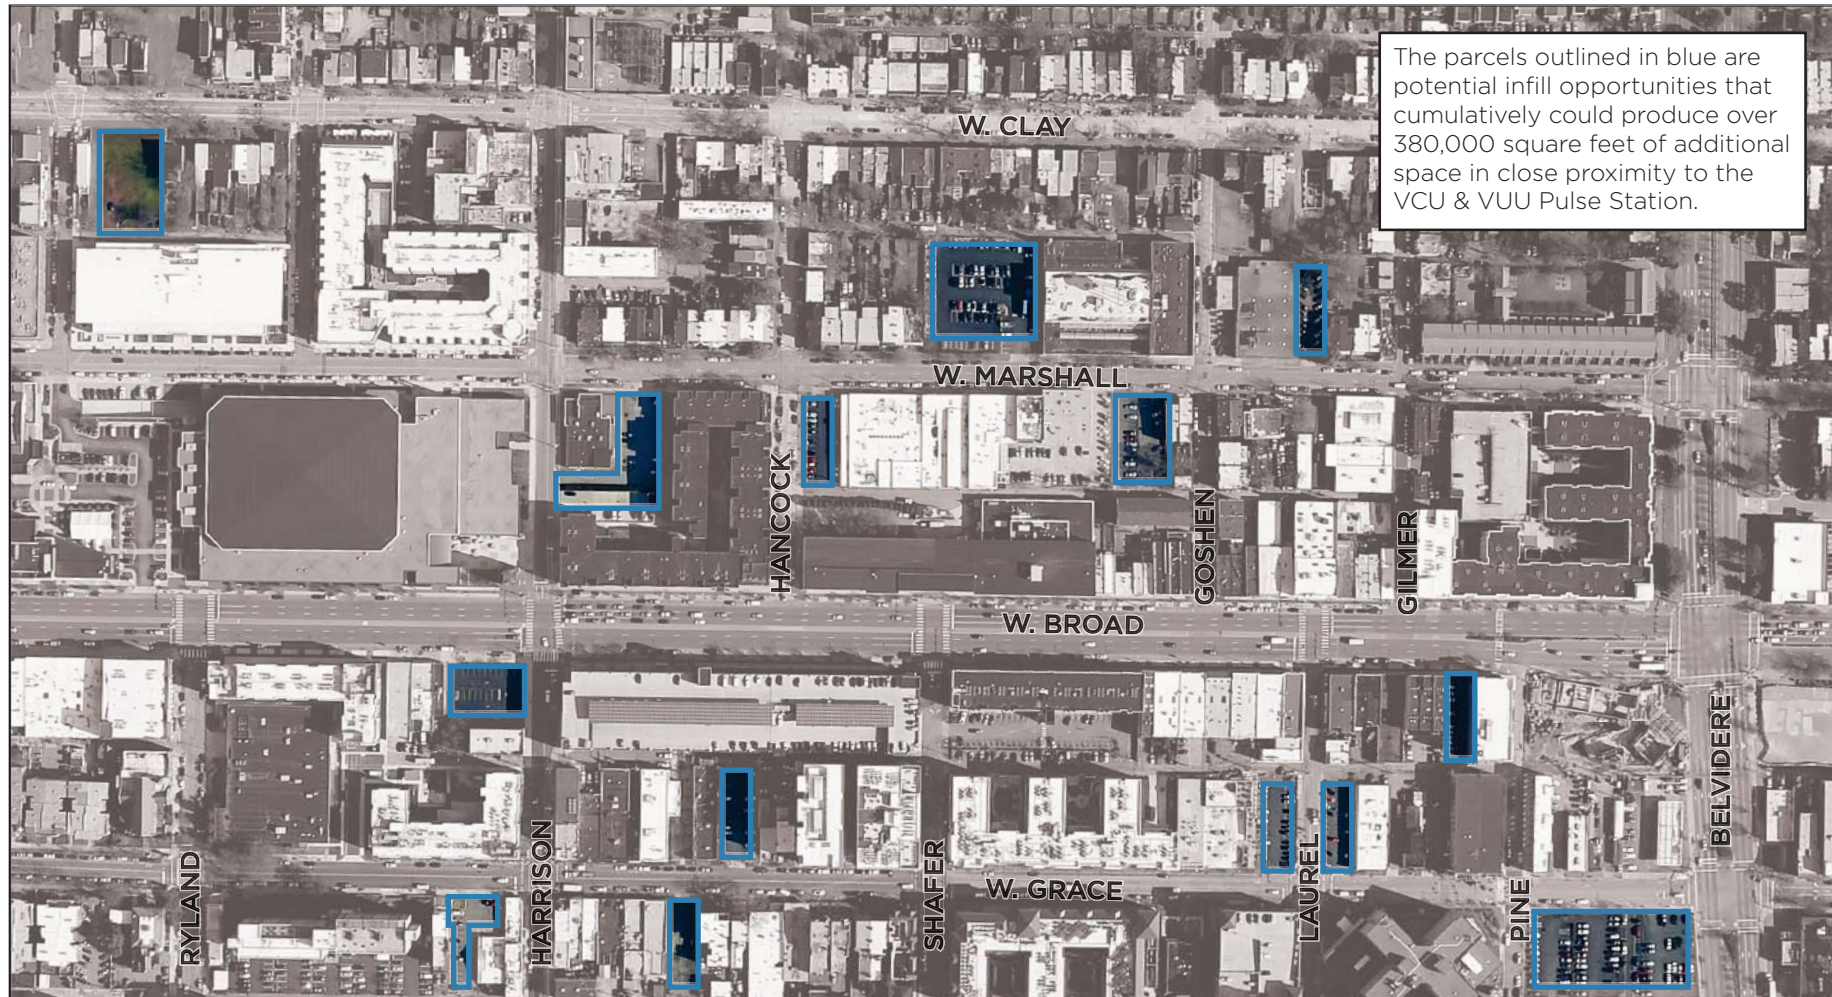 The parcels outlined in blue are
potential infill opportunities that
cumulatively could produce over
380,000 square feet of additional
space in close proximity to the
VCU & VUU Pulse Station.
W. CLAY
W. MARSHALL
HANCOCK
GOSHEN
GILMER
W. BROAD
BELVIDERE
RYLAND
HARRISON
SHAFER
W. GRACE
LAUREL
PINE